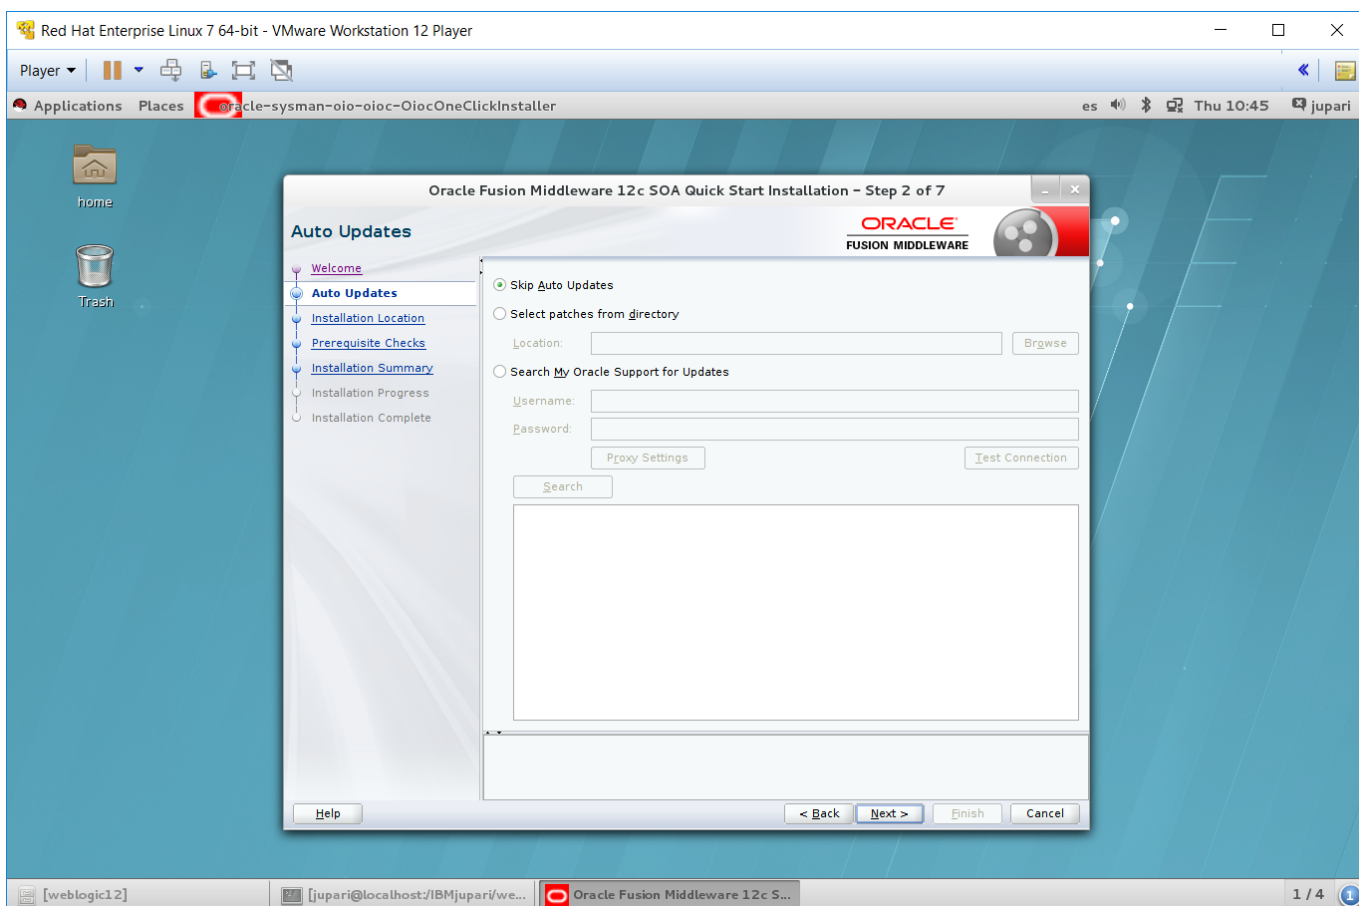 Red Hat Enterprise Linux 7 64-bit - VMware Workstation 12 Player
Player
Applications Places oracle-sysman-oio-oioc-OiocOneClickInstaller es Thu 10:45 jupari
home
Trash
Oracle Fusion Middleware 12c SOA Quick Start Installation - Step 2 of 7
Auto Updates
ORACLE
FUSION MIDDLEWARE
Welcome
Auto Updates
Installation Location
Prerequisite Checks
Installation Summary
Installation Progress
Installation Complete
Skip Auto Updates
Select patches from directory
Location: Browse
Search My Oracle Support for Updates
Username:
Password:
Proxy Settings Test Connection
Search
Help < Back Next > Finish Cancel
[weblogic12] [jupari@localhost:/IBMjupari/we... Oracle Fusion Middleware 12c S... 1 / 4 1